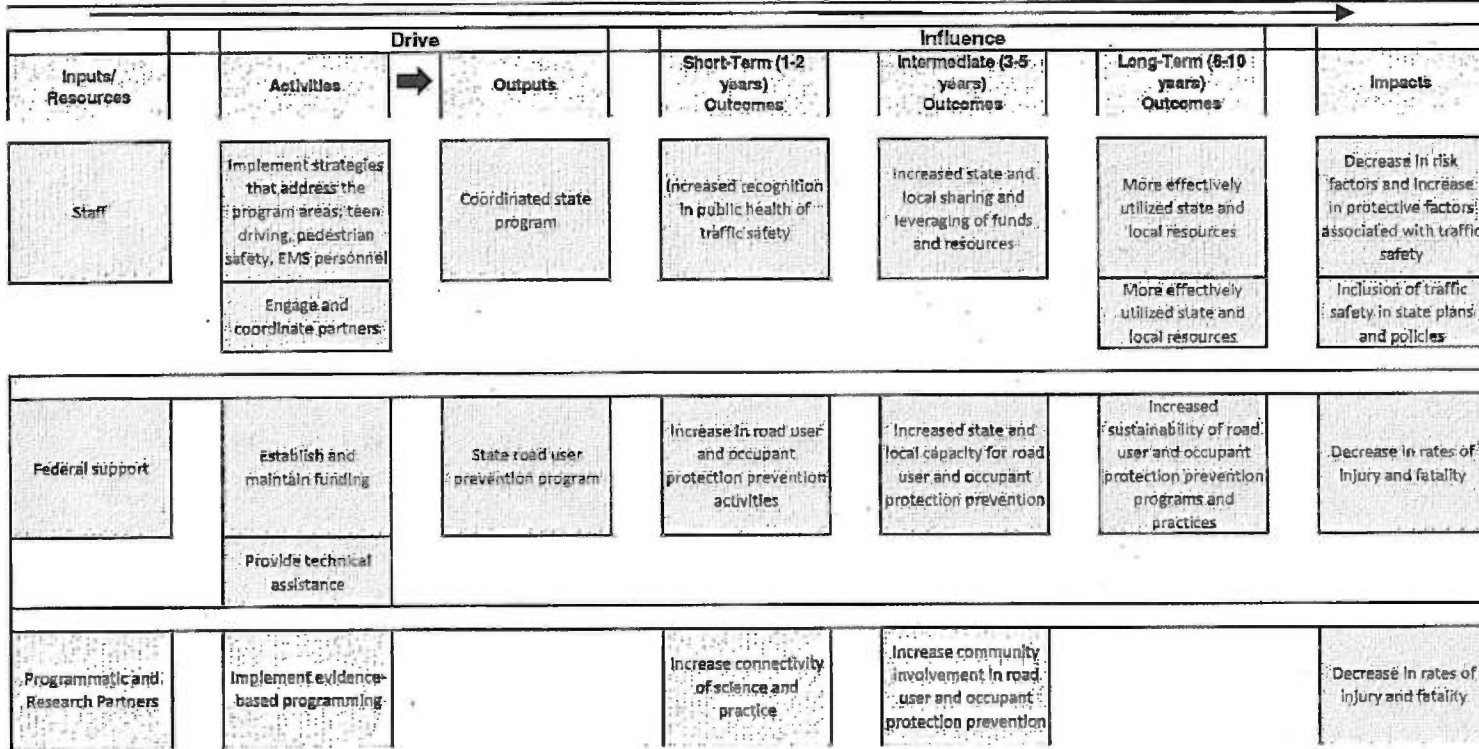 Drive
Influence
Inputs/
Resources
Activities
Outputs
Short-Term (1-2
years)
Outcomes
Intermediate (3-5
years)
Outcomes
Long-Term (6-10
years)
Outcomes
Impacts
Staff
Implement strategies
that address the
program areas; teen
driving, pedestrian
safety, EMS personnel
Coordinated state
program
Increased recognition
in public health of
traffic safety
Increased state and
local sharing and
leveraging of funds
and resources
More effectively
utilized state and
local resources
Decrease in risk
factors and increase
in protective factors
associated with traffic
safety
Engage and
coordinate partners
More effectively
utilized state and
local resources
Inclusion of traffic
safety in state plans
and policies
Federal support
Establish and
maintain funding
State road user
prevention program
Increase in road user
and occupant
protection prevention
activities
Increased state and
local capacity for road
user and occupant
protection prevention
Increased
sustainability of road
user and occupant
protection prevention
programs and
practices
Decrease in rates of
injury and fatality
Provide technical
assistance
Programmatic and
Research Partners
Implement evidence-
based programming
Increase connectivity
of science and
practice
Increase community
involvement in road
user and occupant
protection prevention
Decrease in rates of
injury and fatality